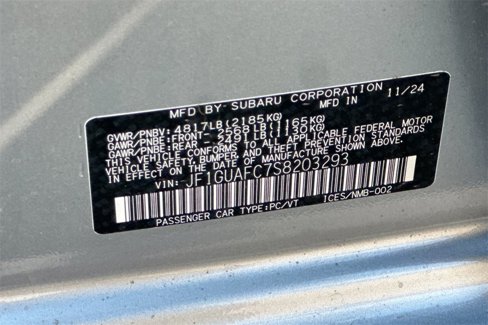 MFD BY SUBARU CORPORATION
MFD IN 11/24
GVWR/PNBV: 4817LB(2185KG)
GAWR/PNBE:FRONT- 2568LB(1165KG)
GAWR/PNBE:REAR - 2491LB(1130KG)
THIS VEHICLE CONFORMS TO ALL APPLICABLE FEDERAL MOTOR
VEHICLE SAFETY, BUMPER, AND THEFT PREVENTION STANDARDS
IN EFFECT ON THE DATE OF MANUFACTURE SHOWN ABOVE.
VIN: JF1GUAFC7S8203293
PASSENGER CAR TYPE:PC/VT ICES/NMB-002